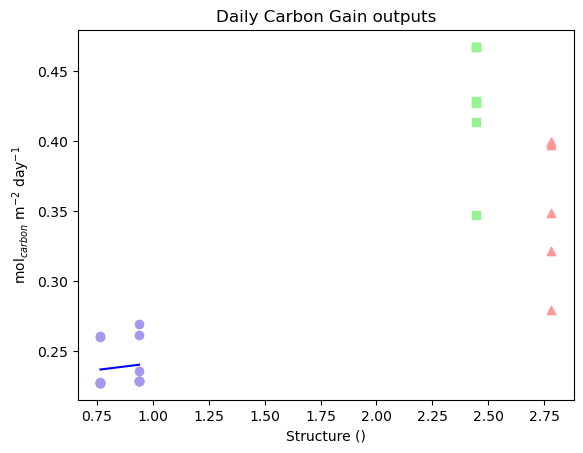 Daily Carbon Gain outputs
mol_{carbon} m^{−2} day^{−1}
0.45
0.40
0.35
0.30
0.25
0.75 1.00 1.25 1.50 1.75 2.00 2.25 2.50 2.75
Structure ()